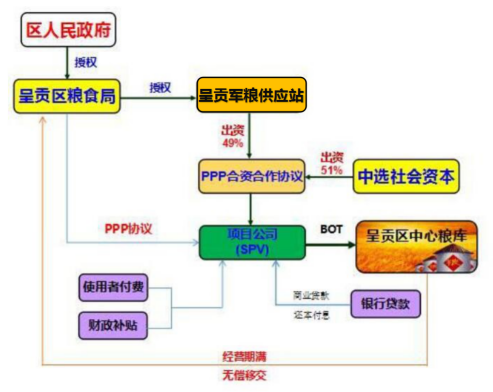 区人民政府
授权
呈贡区粮食局
授权
呈贡军粮供应站
出资
49%
出资
51%
PPP合资合作协议
中选社会资本
PPP协议
项目公司
(SPV)
BOT
呈贡区中心粮库
使用者付费
商业贷款
还本付息
银行贷款
财政补贴
经营期满
无偿移交